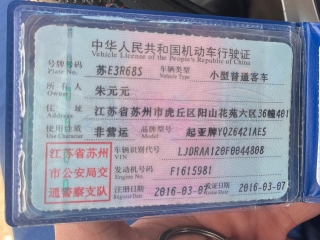 中华人民共和国机动车行驶证
Vehicle License of the People's Republic of China
号牌号码 苏E3R68S 车辆类型 小型普通客车
Plate No. Vehicle Type
所有人 朱元元
Owner
住址 江苏省苏州市虎丘区阳山花苑六区36幢401
Address
使用性质 非营运 品牌型号 起亚牌YQZ6421AE5
Use Character Model
江苏省苏州市公安局交通警察支队
车辆识别代号 LJDRAA120F0044808
VIN
发动机号码 F1615981
Engine No.
注册日期 2016-03-07 发证日期 2016-03-07
Register Date Issue Date